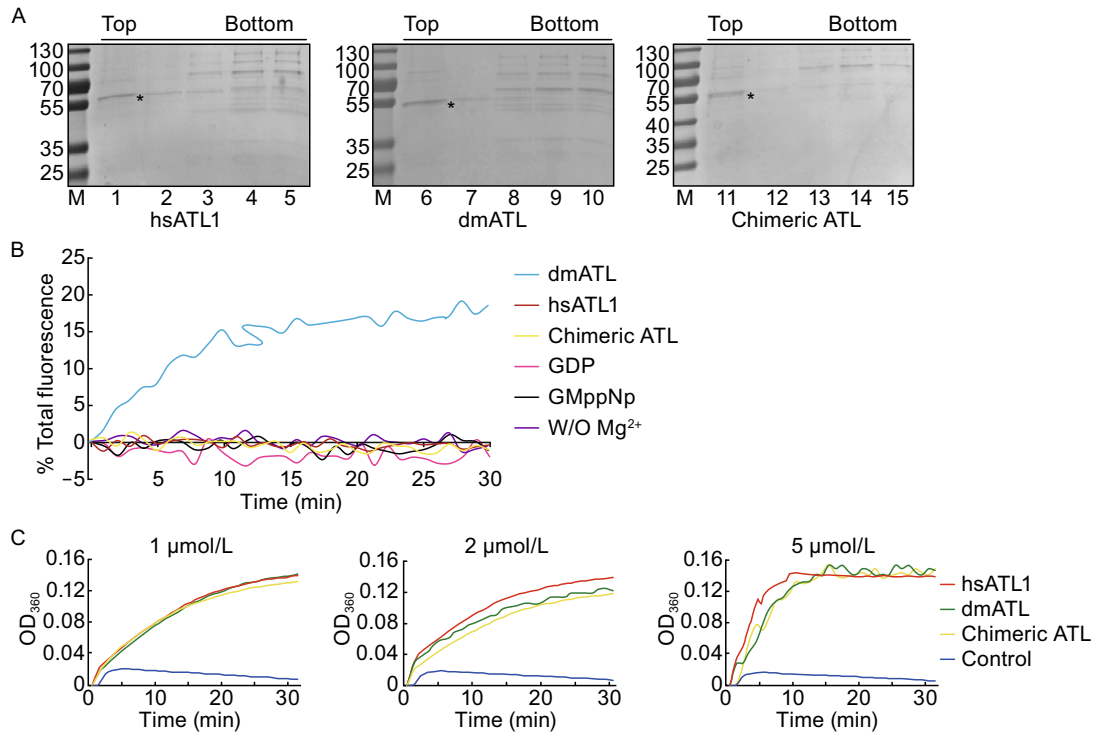 A
Top Bottom Top Bottom Top Bottom
130 130 130
100 100 100
70 70 70
55 55 55
40
35 35 35
25 25 25
* * *
M 1 2 3 4 5 M 6 7 8 9 10 M 11 12 13 14 15
hsATL1 dmATL Chimeric ATL
B
% Total fluorescence
25
20
15
10
5
0
−5
5 10 15 20 25 30
Time (min)
dmATL
hsATL1
Chimeric ATL
GDP
GMppNp
W/O Mg²⁺
C
1 µmol/L 2 µmol/L 5 µmol/L
OD₃₆₀ OD₃₆₀ OD₃₆₀
0.16 0.16 0.16
0.12 0.12 0.12
0.08 0.08 0.08
0.04 0.04 0.04
0 0 0
0 10 20 30 0 10 20 30 0 10 20 30
Time (min) Time (min) Time (min)
hsATL1
dmATL
Chimeric ATL
Control